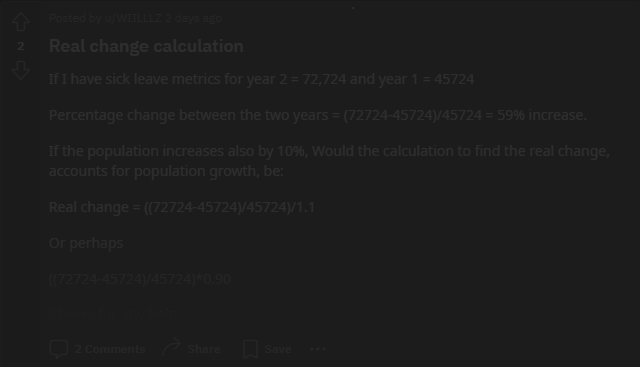 Posted by u/WIILLLZ 2 days ago
2
Real change calculation
If I have sick leave metrics for year 2 = 72,724 and year 1 = 45724
Percentage change between the two years = (72724-45724)/45724 = 59% increase.
If the population increases also by 10%, Would the calculation to find the real change,
accounts for population growth, be:
Real change = ((72724-45724)/45724)/1.1
Or perhaps
((72724-45724)/45724)*0.90
2 Comments Share Save